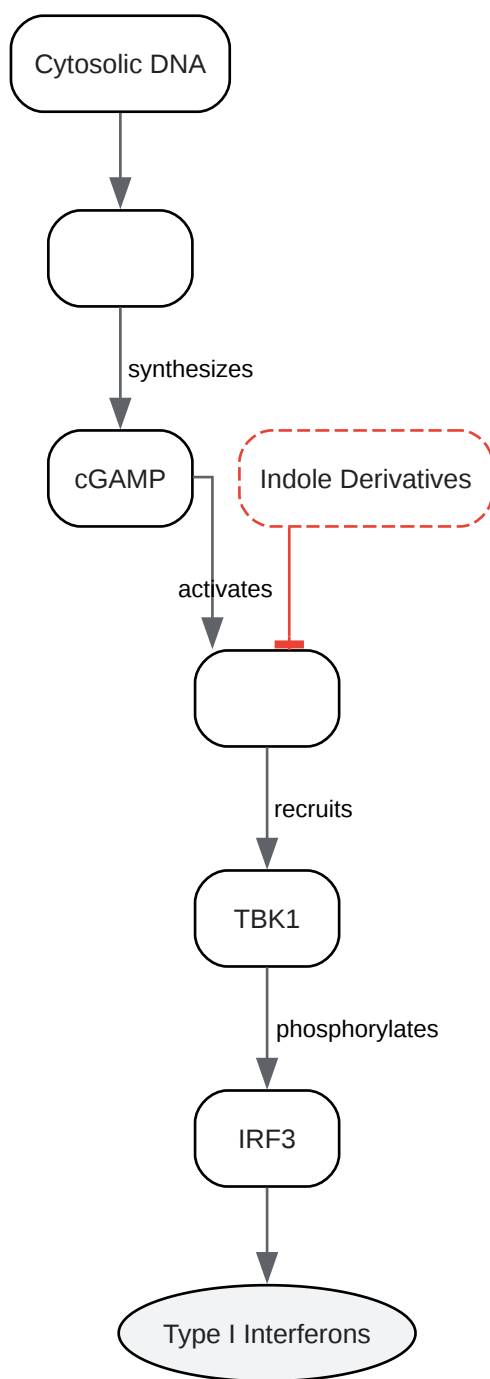 Cytosolic DNA
synthesizes
cGAMP
Indole Derivatives
activates
recruits
TBK1
phosphorylates
IRF3
Type I Interferons